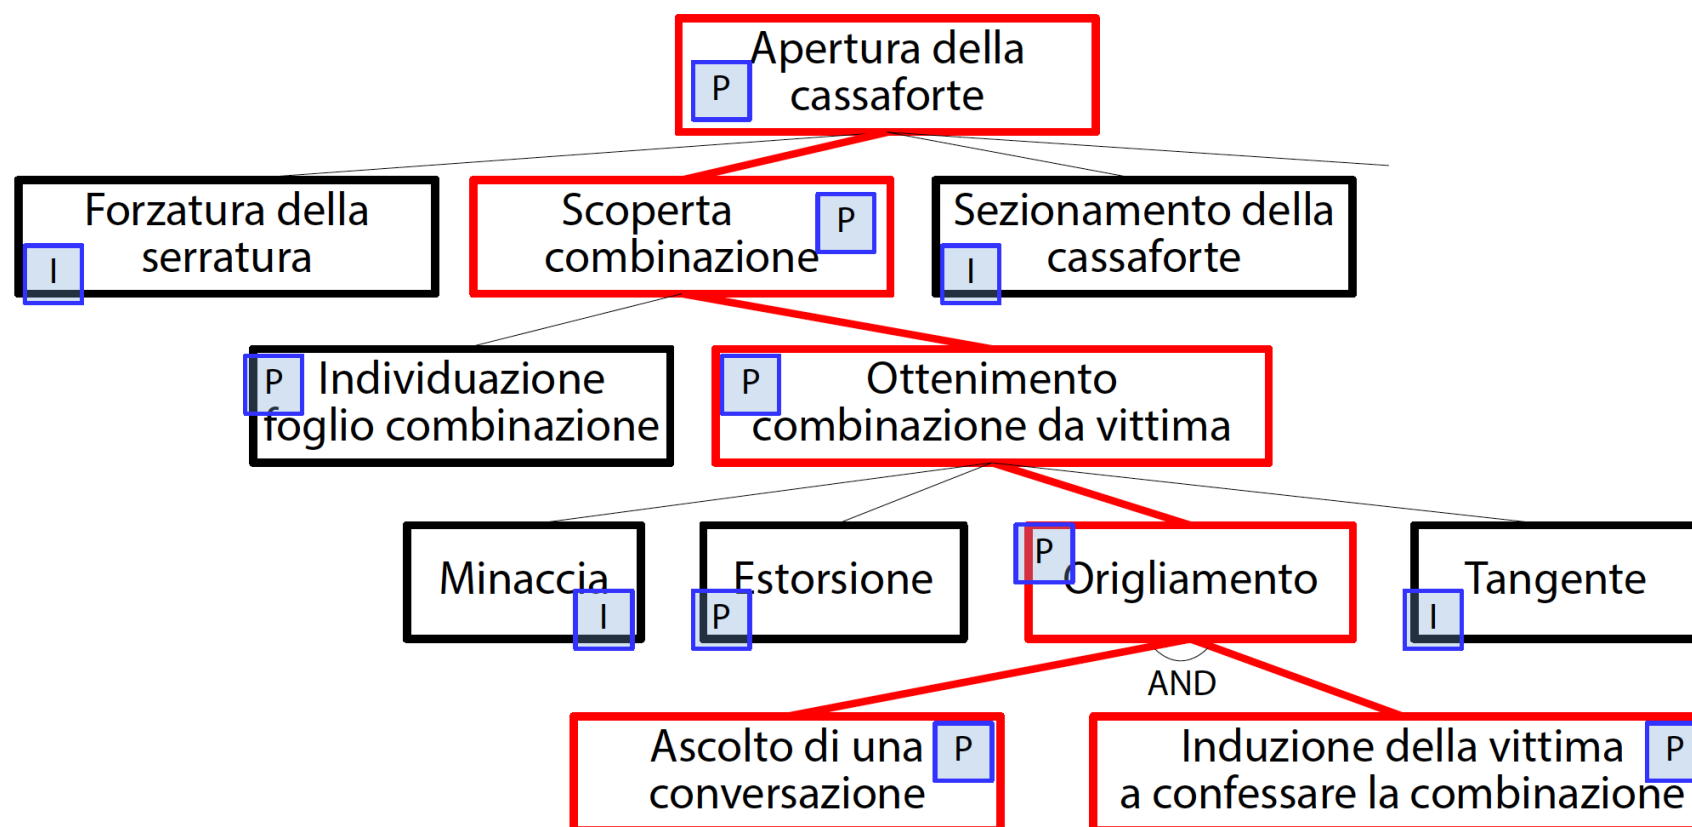 Apertura della
P
cassaforte
Forzatura della
serratura
I
Scoperta
P
combinazione
Sezionamento della
cassaforte
I
P
Individuazione
foglio combinazione
P
Ottenimento
combinazione da vittima
Minaccia
I
Estorsione
P
P
Origliamento
Tangente
I
AND
Ascolto di una
P
conversazione
Induzione della vittima
P
a confessare la combinazione